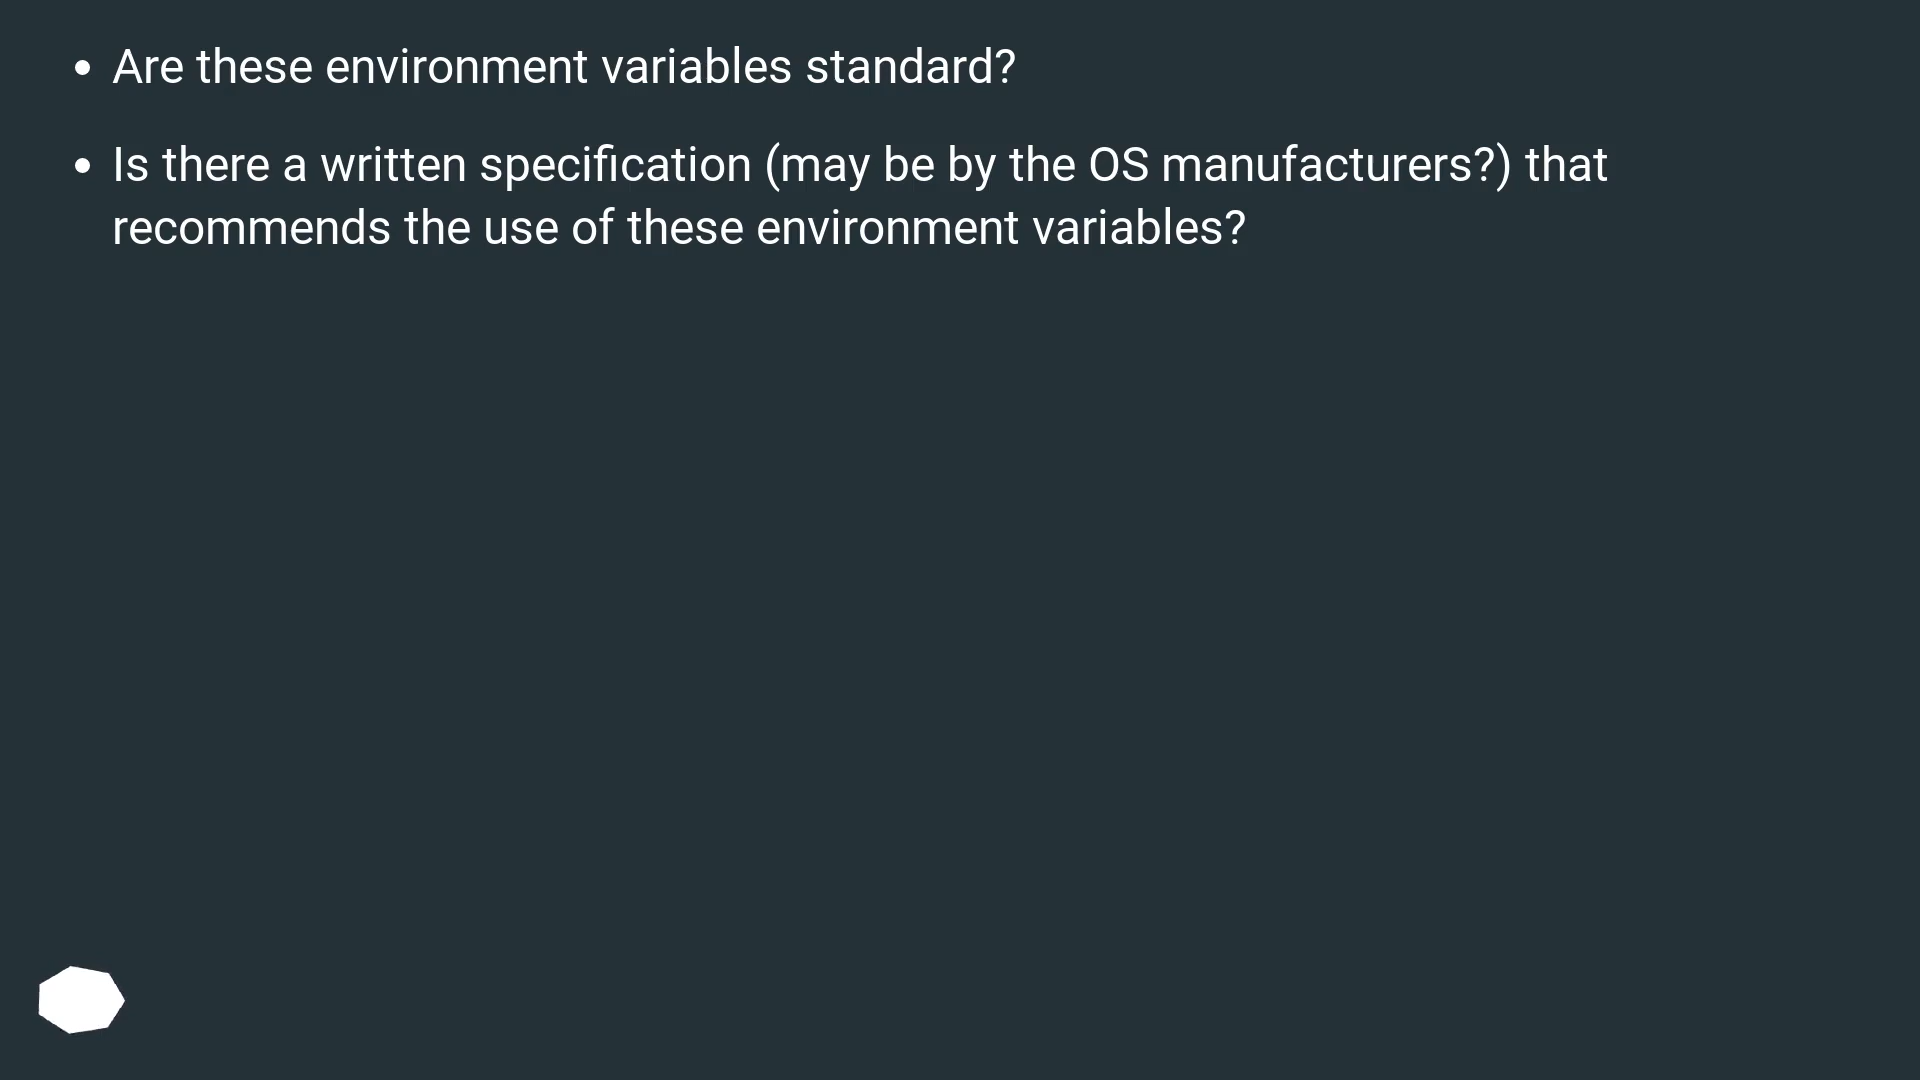 • Are these environment variables standard?
• Is there a written specification (may be by the OS manufacturers?) that
recommends the use of these environment variables?